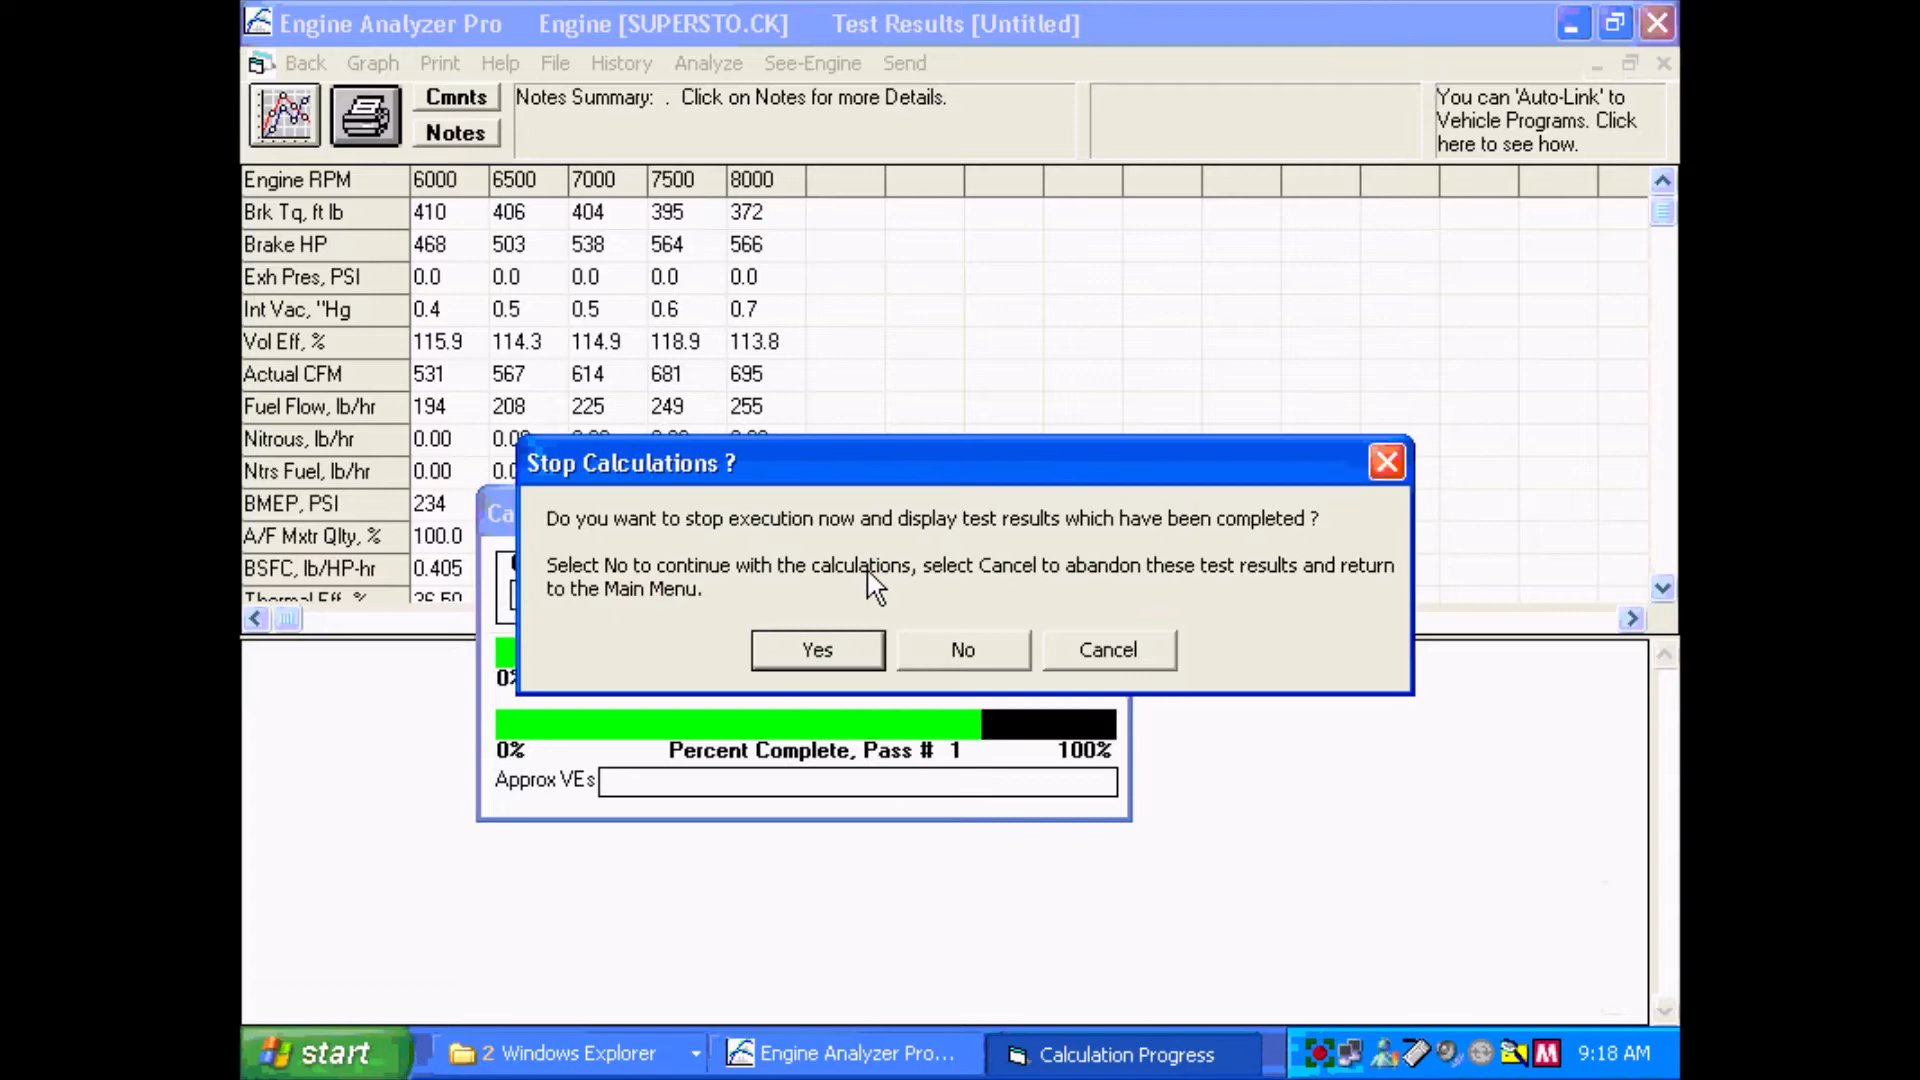 Engine Analyzer Pro Engine [SUPERSTO.CK] Test Results [Untitled]
Back Graph Print Help File History Analyze See-Engine Send
Cmnts
Notes
Notes Summary: . Click on Notes for more Details.
You can 'Auto-Link' to
Vehicle Programs. Click
here to see how.
Engine RPM 6000 6500 7000 7500 8000
Brk Tq, ft lb 410 406 404 395 372
Brake HP 468 503 538 564 566
Exh Pres, PSI 0.0 0.0 0.0 0.0 0.0
Int Vac, "Hg 0.4 0.5 0.5 0.6 0.7
Vol Eff, % 115.9 114.3 114.9 118.9 113.8
Actual CFM 531 567 614 681 695
Fuel Flow, lb/hr 194 208 225 249 255
Nitrous, lb/hr 0.00
Ntrs Fuel, lb/hr 0.00
BMEP, PSI 234
A/F Mxtr Qlty, % 100.0
BSFC, lb/HP-hr 0.405
Stop Calculations ?
Do you want to stop execution now and display test results which have been completed ?
Select No to continue with the calculations, select Cancel to abandon these test results and return
to the Main Menu.
Yes No Cancel
0%
0% Percent Complete, Pass # 1 100%
Approx VEs
start 2 Windows Explorer Engine Analyzer Pro... Calculation Progress 9:18 AM